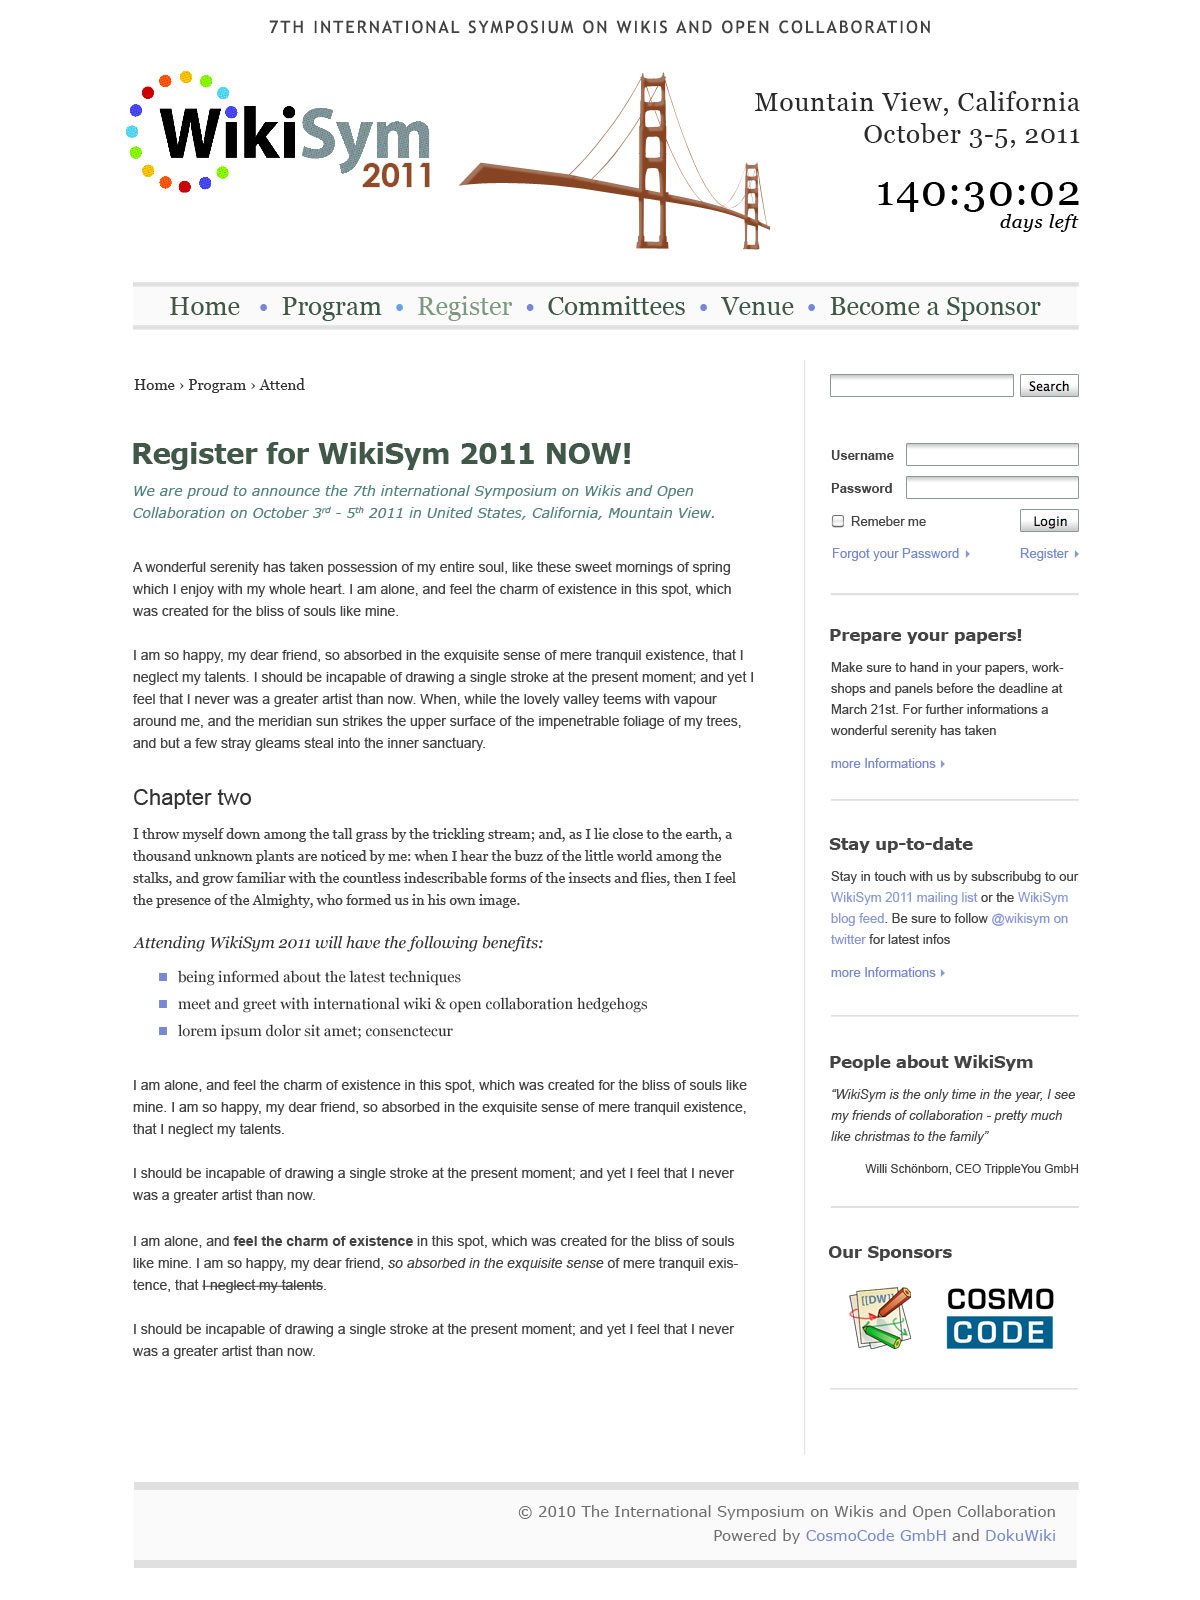 7TH INTERNATIONAL SYMPOSIUM ON WIKIS AND OPEN COLLABORATION
WikiSym
2011
Mountain View, California
October 3-5, 2011
140:30:02
days left
Home • Program • Register • Committees • Venue • Become a Sponsor
Home › Program › Attend
Register for WikiSym 2011 NOW!
We are proud to announce the 7th international Symposium on Wikis and Open
Collaboration on October 3rd - 5th 2011 in United States, California, Mountain View.
A wonderful serenity has taken possession of my entire soul, like these sweet mornings of spring
which I enjoy with my whole heart. I am alone, and feel the charm of existence in this spot, which
was created for the bliss of souls like mine.
I am so happy, my dear friend, so absorbed in the exquisite sense of mere tranquil existence, that I
neglect my talents. I should be incapable of drawing a single stroke at the present moment; and yet I
feel that I never was a greater artist than now. When, while the lovely valley teems with vapour
around me, and the meridian sun strikes the upper surface of the impenetrable foliage of my trees,
and but a few stray gleams steal into the inner sanctuary.
Chapter two
I throw myself down among the tall grass by the trickling stream; and, as I lie close to the earth, a
thousand unknown plants are noticed by me: when I hear the buzz of the little world among the
stalks, and grow familiar with the countless indescribable forms of the insects and flies, then I feel
the presence of the Almighty, who formed us in his own image.
Attending WikiSym 2011 will have the following benefits:
being informed about the latest techniques
meet and greet with international wiki & open collaboration hedgehogs
lorem ipsum dolor sit amet; consenctecur
I am alone, and feel the charm of existence in this spot, which was created for the bliss of souls like
mine. I am so happy, my dear friend, so absorbed in the exquisite sense of mere tranquil existence,
that I neglect my talents.
I should be incapable of drawing a single stroke at the present moment; and yet I feel that I never
was a greater artist than now.
I am alone, and feel the charm of existence in this spot, which was created for the bliss of souls
like mine. I am so happy, my dear friend, so absorbed in the exquisite sense of mere tranquil exis-
tence, that I neglect my talents.
I should be incapable of drawing a single stroke at the present moment; and yet I feel that I never
was a greater artist than now.
Search
Username
Password
Remeber me
Login
Forgot your Password
Register
Prepare your papers!
Make sure to hand in your papers, work-
shops and panels before the deadline at
March 21st. For further informations a
wonderful serenity has taken
more Informations
Stay up-to-date
Stay in touch with us by subscribubg to our
WikiSym 2011 mailing list or the WikiSym
blog feed. Be sure to follow @wikisym on
twitter for latest infos
more Informations
People about WikiSym
“WikiSym is the only time in the year, I see
my friends of collaboration - pretty much
like christmas to the family”
Willi Schönborn, CEO TrippleYou GmbH
Our Sponsors
[[DW]]
COSMO
CODE
© 2010 The International Symposium on Wikis and Open Collaboration
Powered by CosmoCode GmbH and DokuWiki